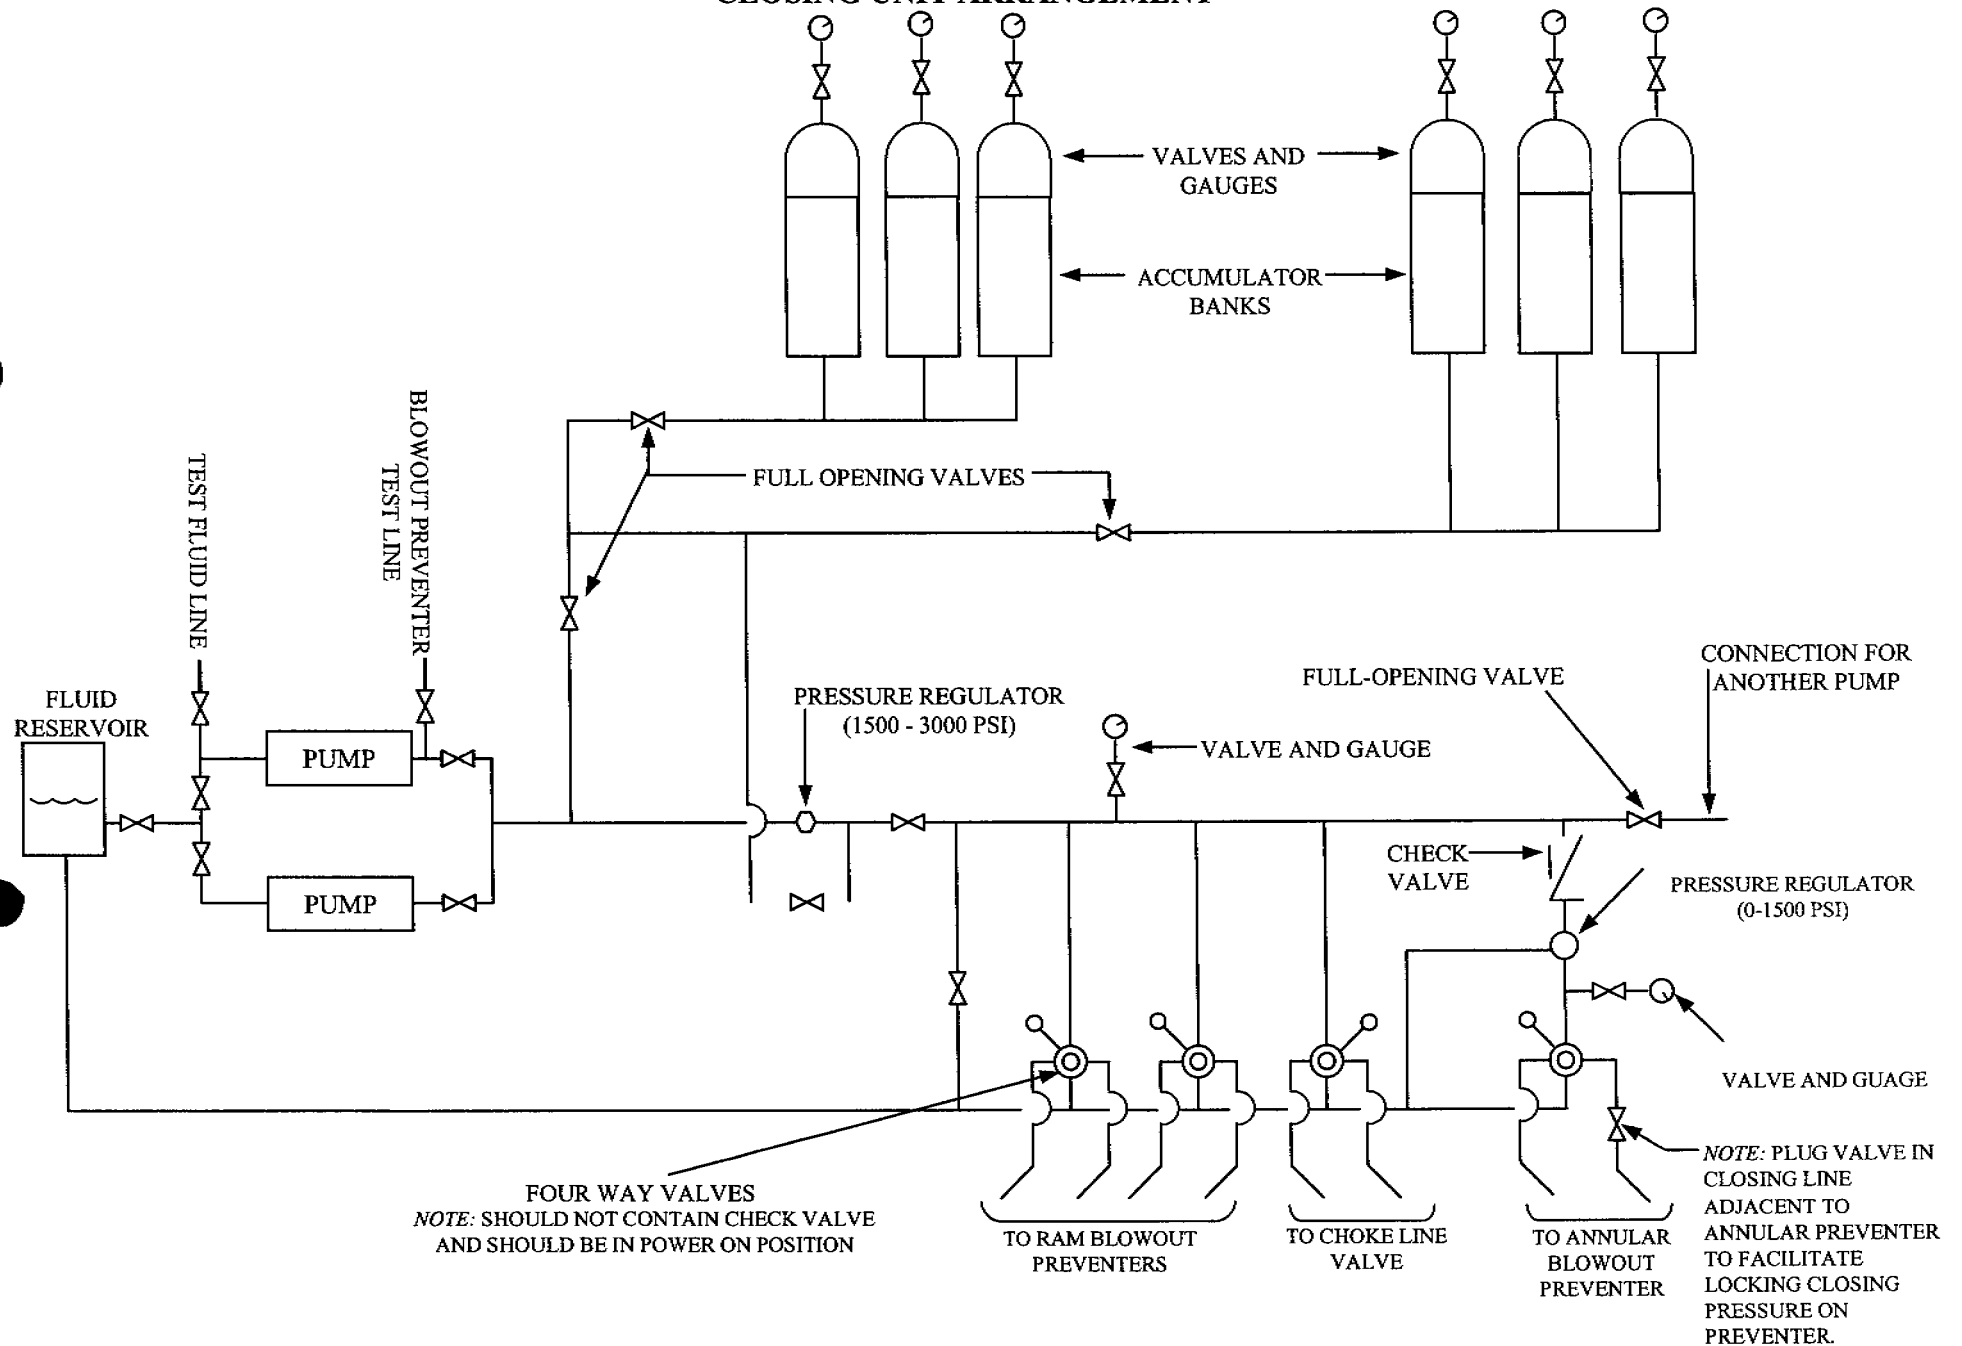 CLOSING UNIT ARRANGEMENT
VALVES AND
GAUGES
ACCUMULATOR
BANKS
FULL OPENING VALVES
TEST FLUID LINE
BLOWOUT PREVENTER
TEST LINE
FLUID
RESERVOIR
PUMP
PUMP
PRESSURE REGULATOR
(1500 - 3000 PSI)
VALVE AND GAUGE
FULL-OPENING VALVE
CONNECTION FOR
ANOTHER PUMP
CHECK
VALVE
PRESSURE REGULATOR
(0-1500 PSI)
VALVE AND GUAGE
FOUR WAY VALVES
NOTE: SHOULD NOT CONTAIN CHECK VALVE
AND SHOULD BE IN POWER ON POSITION
TO RAM BLOWOUT
PREVENTERS
TO CHOKE LINE
VALVE
TO ANNULAR
BLOWOUT
PREVENTER
NOTE: PLUG VALVE IN
CLOSING LINE
ADJACENT TO
ANNULAR PREVENTER
TO FACILITATE
LOCKING CLOSING
PRESSURE ON
PREVENTER.